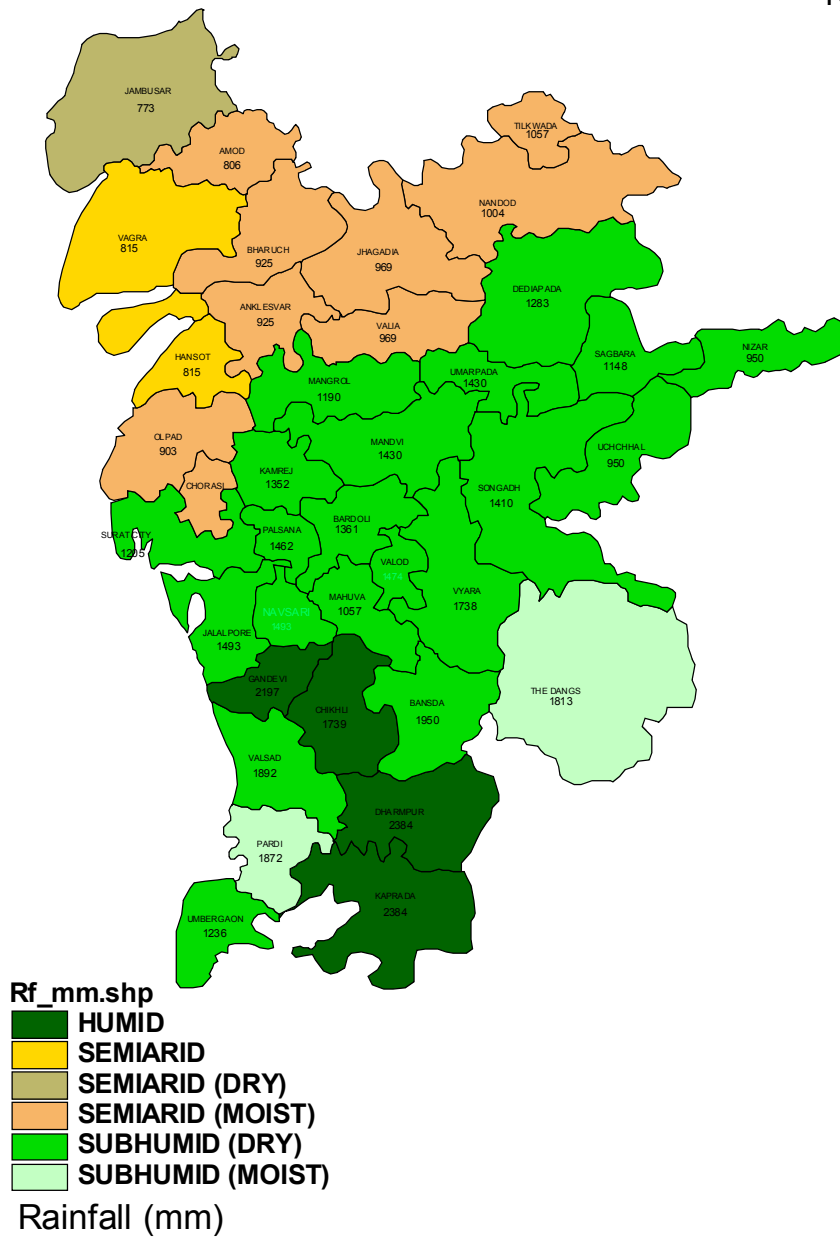 JAMBUSAR
773
TILKWADA
1057
AMOD
806
NANDOD
1004
VAGRA
815
BHARUCH
925
JHAGADIA
969
DEDIAPADA
1283
ANKLESVAR
925
VALIA
969
NIZAR
950
HANSOT
815
SAGBARA
1148
UMARPADA
1430
MANGROL
1190
OLPAD
903
MANDVI
1430
UCHCHHAL
950
KAMREJ
1352
CHORASI
SONGADH
1410
BARDOLI
1361
PALSANA
1462
SURAT CITY
1205
VALOD
1474
VYARA
1738
MAHUVA
1057
NAVSARI
1493
JALALPORE
1493
GANDEVI
2197
THE DANGS
1813
CHIKHLI
1739
BANSDA
1950
VALSAD
1892
DHARMPUR
2384
PARDI
1872
KAPRADA
2384
UMBERGAON
1236
Rf_mm.shp
HUMID
SEMIARID
SEMIARID (DRY)
SEMIARID (MOIST)
SUBHUMID (DRY)
SUBHUMID (MOIST)
Rainfall (mm)